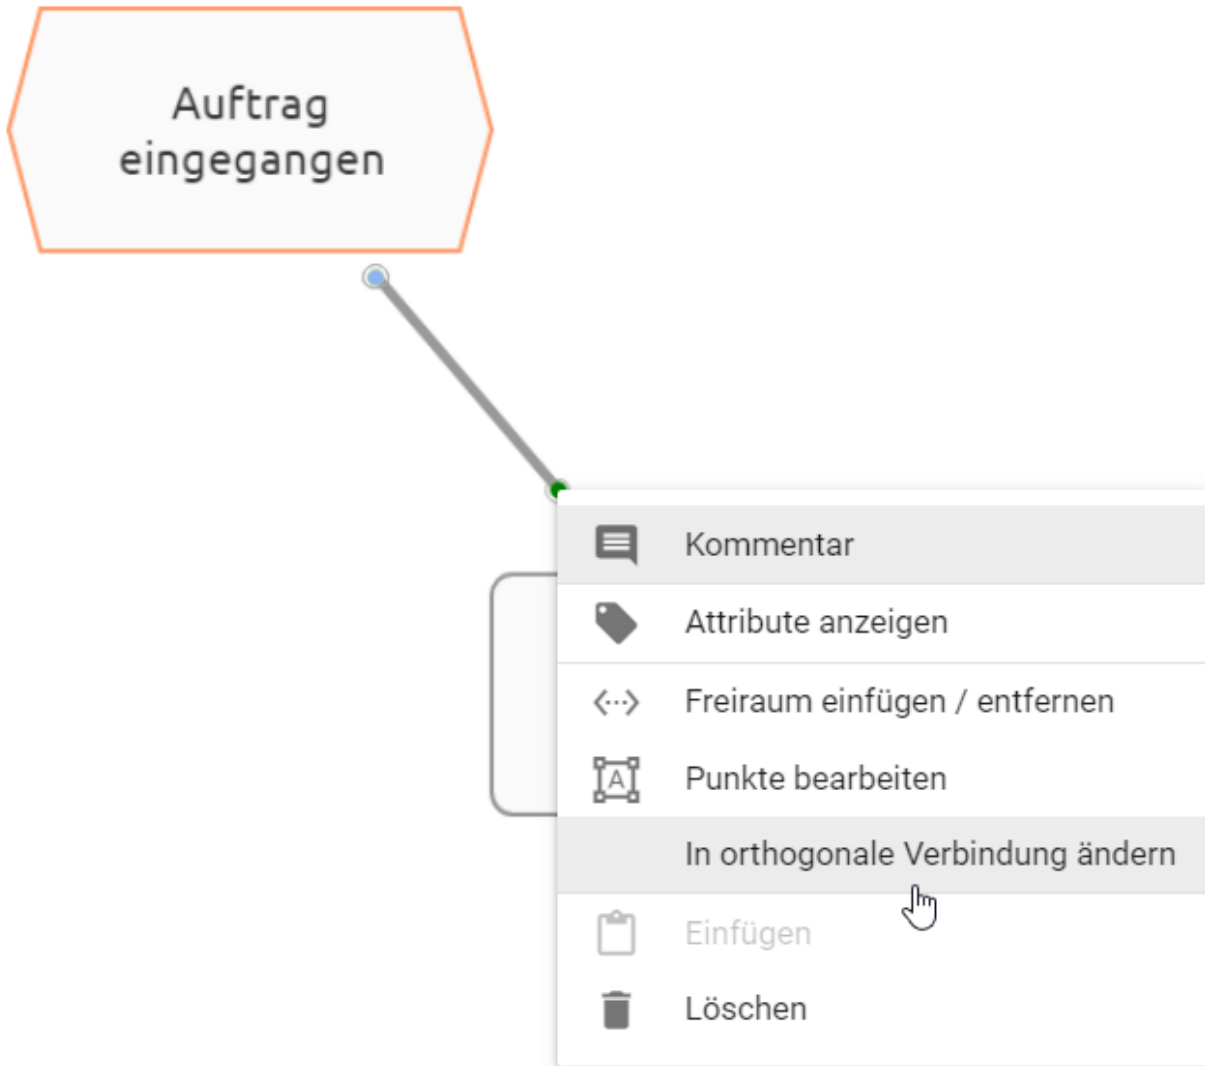 Auftrag
eingegangen
Kommentar
Attribute anzeigen
Freiraum einfügen / entfernen
A
Punkte bearbeiten
In orthogonale Verbindung ändern
Einfügen
Löschen